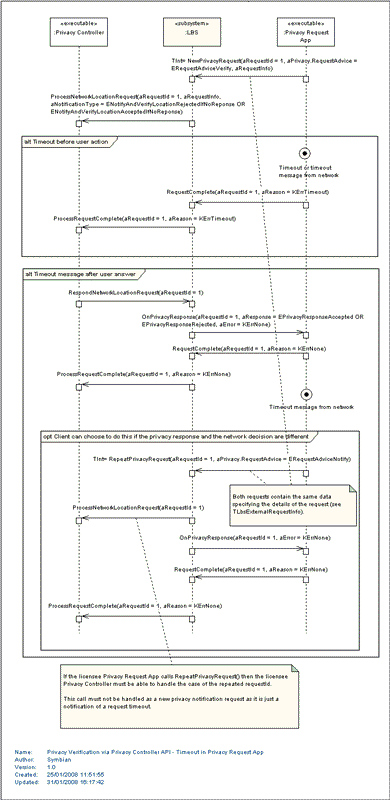 «executable»
:Privacy Controller
«subsystem»
:LBS
«executable»
:Privacy Request
App
TInt= NewPrivacyRequest(aRequestId = 1, aPrivacy.RequestAdvice =
ERequestAdviceVerify, aRequestInfo)
ProcessNetworkLocationRequest(aRequestId = 1, aRequestInfo,
aNotificationType = ENotifyAndVerifyLocationRejectedIfNoReponse OR
ENotifyAndVerifyLocationAcceptedIfNoReponse)
alt Timeout before user action
Timeout or timeout
message from network
RequestComplete(aRequestId = 1, aReason = KErrTimeout)
ProcessRequestComplete(aRequestId = 1, aReason = KErrTimeout)
alt Timeout message after user answer
RespondNetworkLocationRequest(aRequestId = 1)
OnPrivacyResponse(aRequestId = 1, aResponse = EPrivacyResponseAccepted OR
EPrivacyResponseRejected, aError = KErrNone)
RequestComplete(aRequestId = 1, aReason = KErrNone)
ProcessRequestComplete(aRequestId = 1, aReason = KErrNone)
Timeout message from network
opt Client can choose to do this if the privacy response and the network decision are different
TInt= RepeatPrivacyRequest(aRequestId = 1, aPrivacy.RequestAdvice = ERequestAdviceNotify)
Both requests contain the same data
specifying the details of the request (see
TLbsExternalRequestInfo).
ProcessNetworkLocationRequest(aRequestId = 1)
OnPrivacyResponse(aRequestId = 1, aError = KErrNone)
RequestComplete(aRequestId = 1, aReason = KErrNone)
ProcessRequestComplete(aRequestId = 1, aReason = KErrNone)
If the licensee Privacy Request App calls RepeatPrivacyRequest() then the licensee
Privacy Controller must be able to handle the case of the repeated requestId.
This call must not be handled as a new privacy notification request as it is just a
notification of a request timeout.
Name: Privacy Verification via Privacy Controller API - Timeout in Privacy Request App
Author: Symbian
Version: 1.0
Created: 25/01/2008 11:51:55
Updated: 31/01/2008 15:17:42